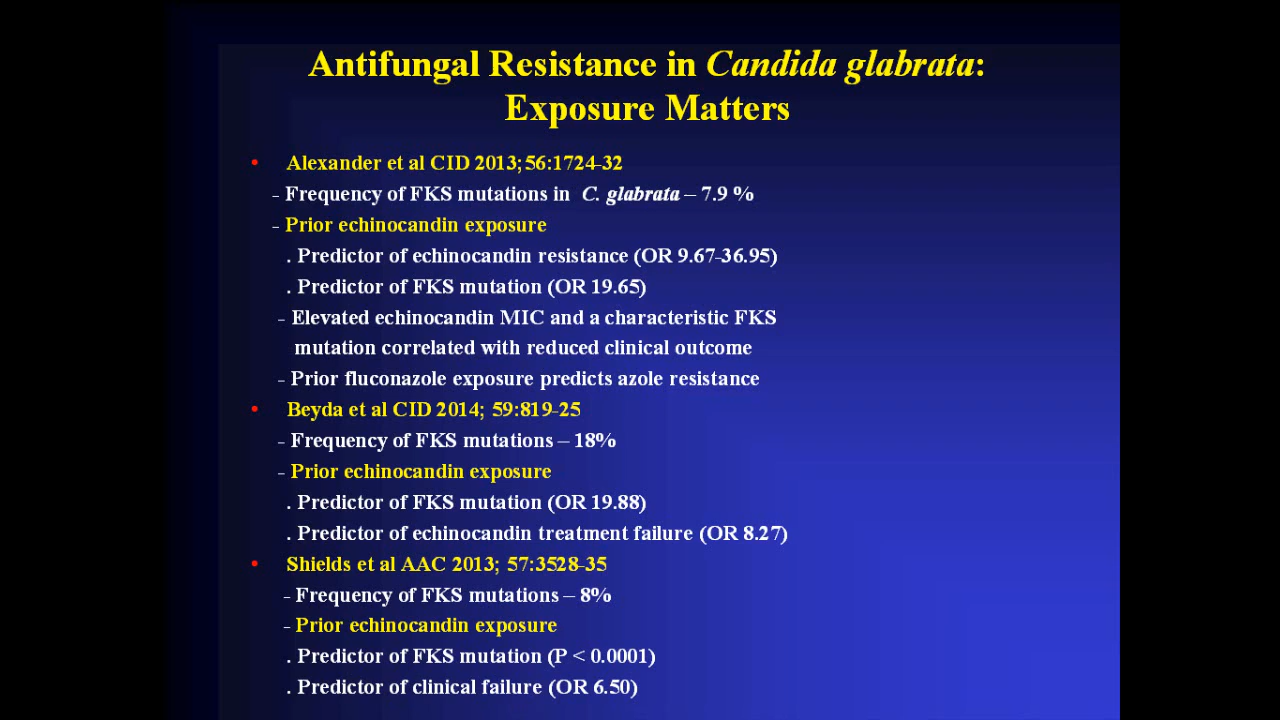 Antifungal Resistance in Candida glabrata:
Exposure Matters
• Alexander et al CID 2013;56:1724-32
- Frequency of FKS mutations in C. glabrata – 7.9 %
- Prior echinocandin exposure
. Predictor of echinocandin resistance (OR 9.67-36.95)
. Predictor of FKS mutation (OR 19.65)
- Elevated echinocandin MIC and a characteristic FKS
mutation correlated with reduced clinical outcome
- Prior fluconazole exposure predicts azole resistance
• Beyda et al CID 2014; 59:819-25
- Frequency of FKS mutations – 18%
- Prior echinocandin exposure
. Predictor of FKS mutation (OR 19.88)
. Predictor of echinocandin treatment failure (OR 8.27)
• Shields et al AAC 2013; 57:3528-35
- Frequency of FKS mutations – 8%
- Prior echinocandin exposure
. Predictor of FKS mutation (P < 0.0001)
. Predictor of clinical failure (OR 6.50)